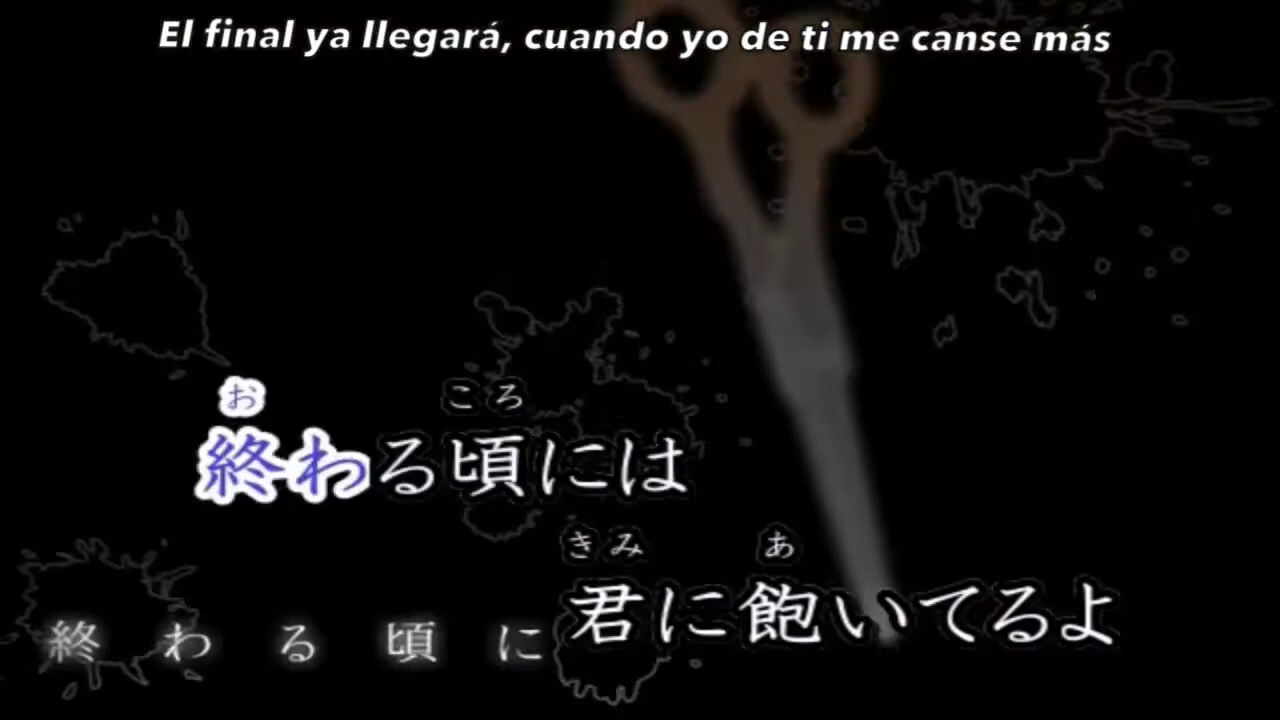 El final ya llegará, cuando yo de ti me canse más
お ころ
終わる頃には
きみ あ
君に飽いてるよ
終わる頃に